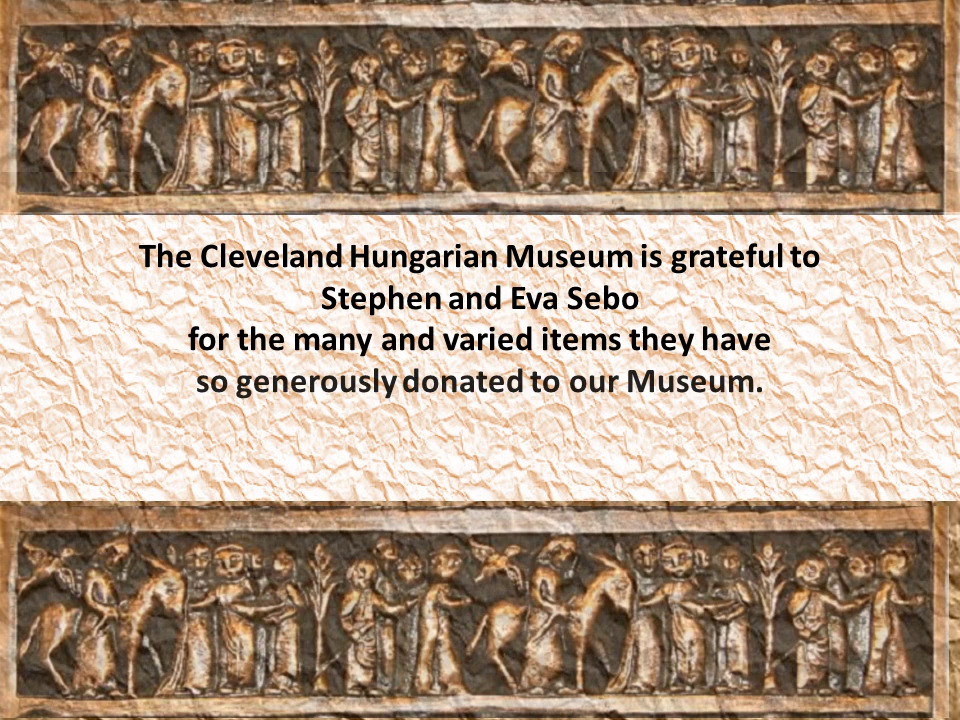 The Cleveland Hungarian Museum is grateful to
Stephen and Eva Sebo
for the many and varied items they have
so generously donated to our Museum.